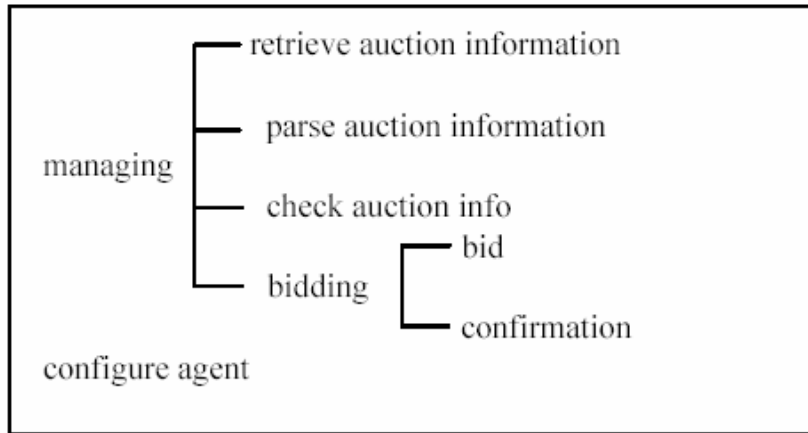 retrieve auction information
parse auction information
managing
check auction info
bid
bidding
confirmation
configure agent